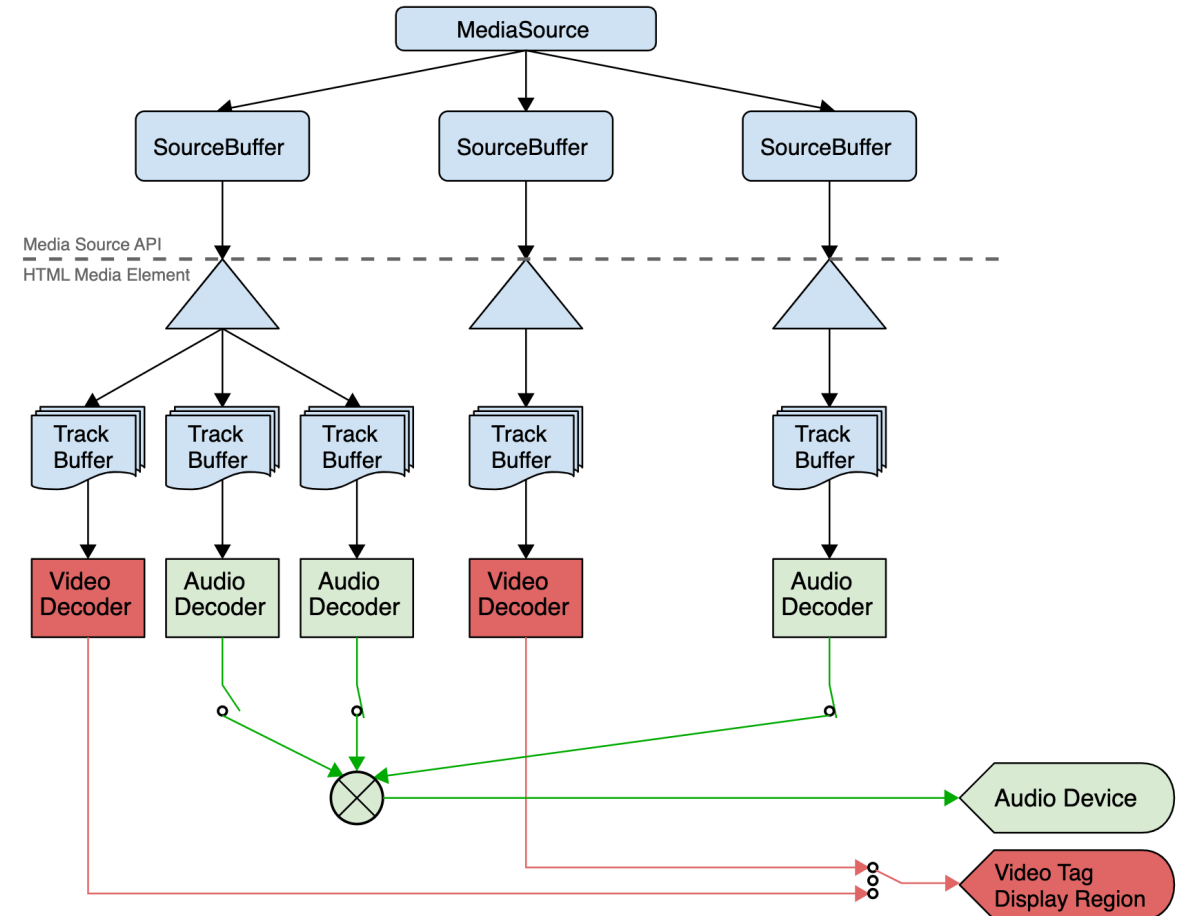 MediaSource
SourceBuffer
SourceBuffer
SourceBuffer
Media Source API
HTML Media Element
Track
Buffer
Track
Buffer
Track
Buffer
Track
Buffer
Track
Buffer
Video
Decoder
Audio
Decoder
Audio
Decoder
Video
Decoder
Audio
Decoder
Audio Device
Video Tag
Display Region